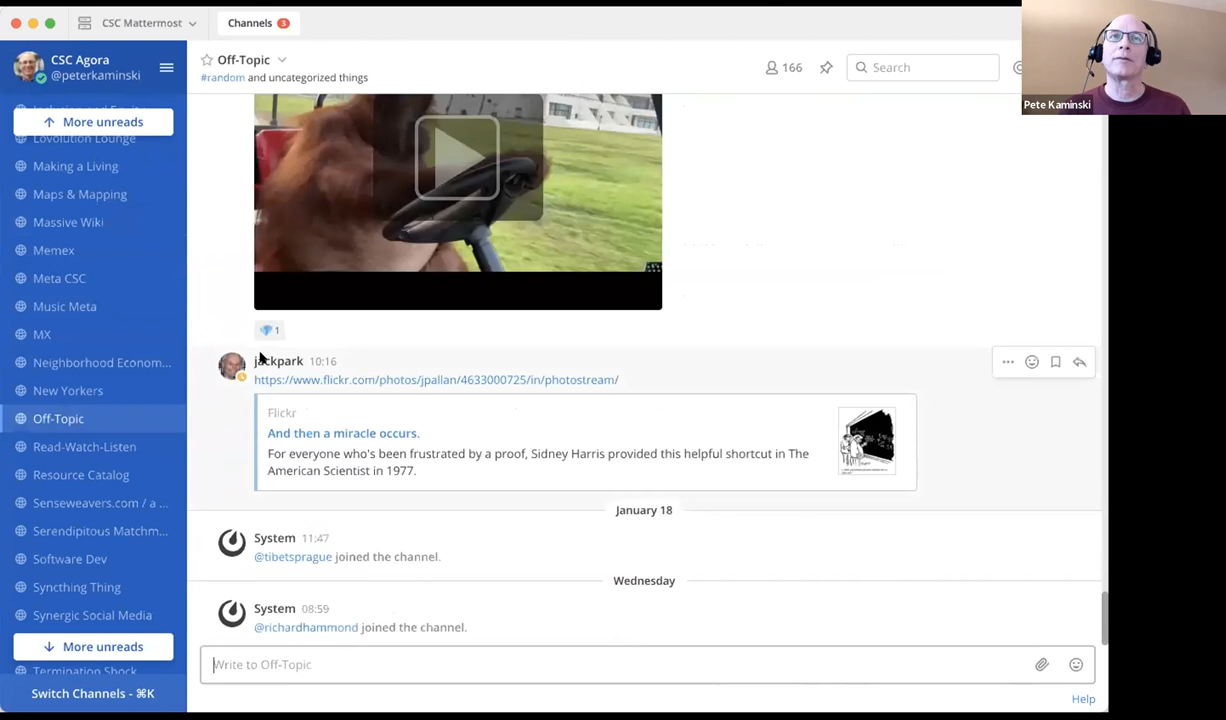 CSC Mattermost
Channels 3
CSC Agora
@peterkaminski
More unreads
Lovolution Lounge
Making a Living
Maps & Mapping
Massive Wiki
Memex
Meta CSC
Music Meta
MX
Neighborhood Econom...
New Yorkers
Off-Topic
Read-Watch-Listen
Resource Catalog
Senseweavers.com / a ...
Serendipitous Matchm...
Software Dev
Syncthing Thing
Synergic Social Media
More unreads
Termination Shock
Switch Channels - ⌘K
Off-Topic
#random and uncategorized things
166
Search
Pete Kaminski
1
jackpark 10:16
https://www.flickr.com/photos/jpallan/4633000725/in/photostream/
Flickr
And then a miracle occurs.
For everyone who's been frustrated by a proof, Sidney Harris provided this helpful shortcut in The
American Scientist in 1977.
January 18
System 11:47
@tibetsprague joined the channel.
Wednesday
System 08:59
@richardhammond joined the channel.
Write to Off-Topic
Help